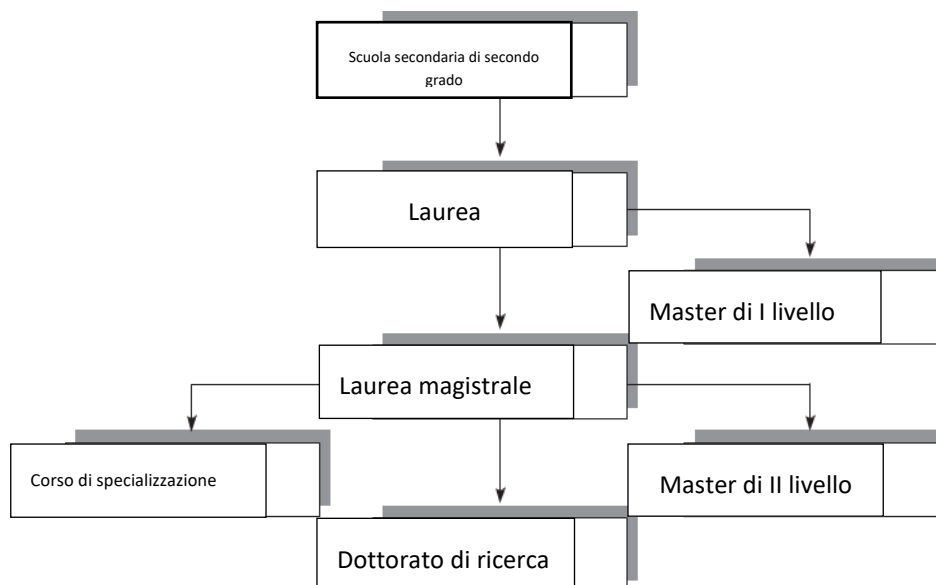 Scuola secondaria di secondo
grado
Laurea
Master di I livello
Laurea magistrale
Corso di specializzazione
Master di II livello
Dottorato di ricerca